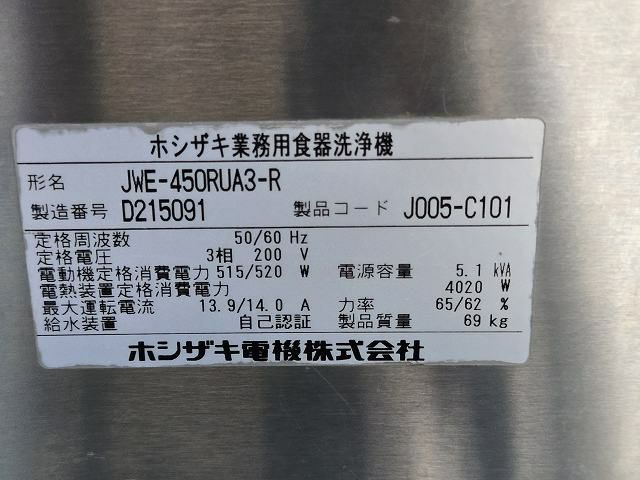 ホシザキ業務用食器洗浄機
形名 JWE-450RUA3-R
製造番号 D215091 製品コード J005-C101
定格周波数 50/60 Hz
定格電圧 3相 200 V
電動機定格消費電力 515/520 W 電源容量 5.1 kVA
電熱装置定格消費電力 4020 W
最大運転電流 13.9/14.0 A 力率 65/62 %
給水装置 自己認証 製品質量 69 kg
ホシザキ電機株式会社